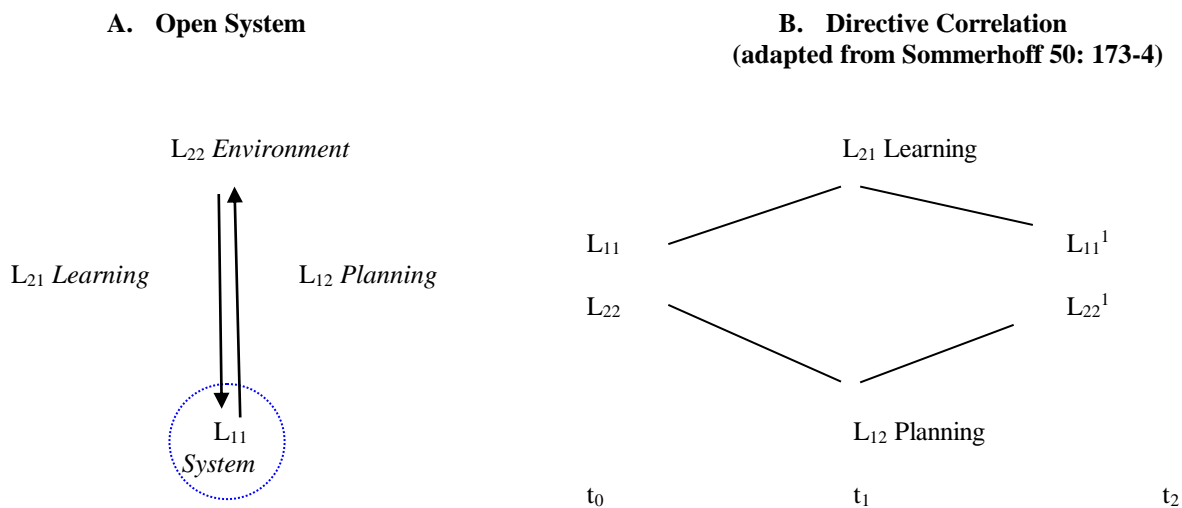 A. Open System
L₂₂ Environment
L₂₁ Learning
L₁₂ Planning
L₁₁
System
B. Directive Correlation
(adapted from Sommerhoff 50: 173-4)
L₂₁ Learning
L₁₁
L₁₁¹
L₂₂
L₂₂¹
L₁₂ Planning
t₀
t₁
t₂